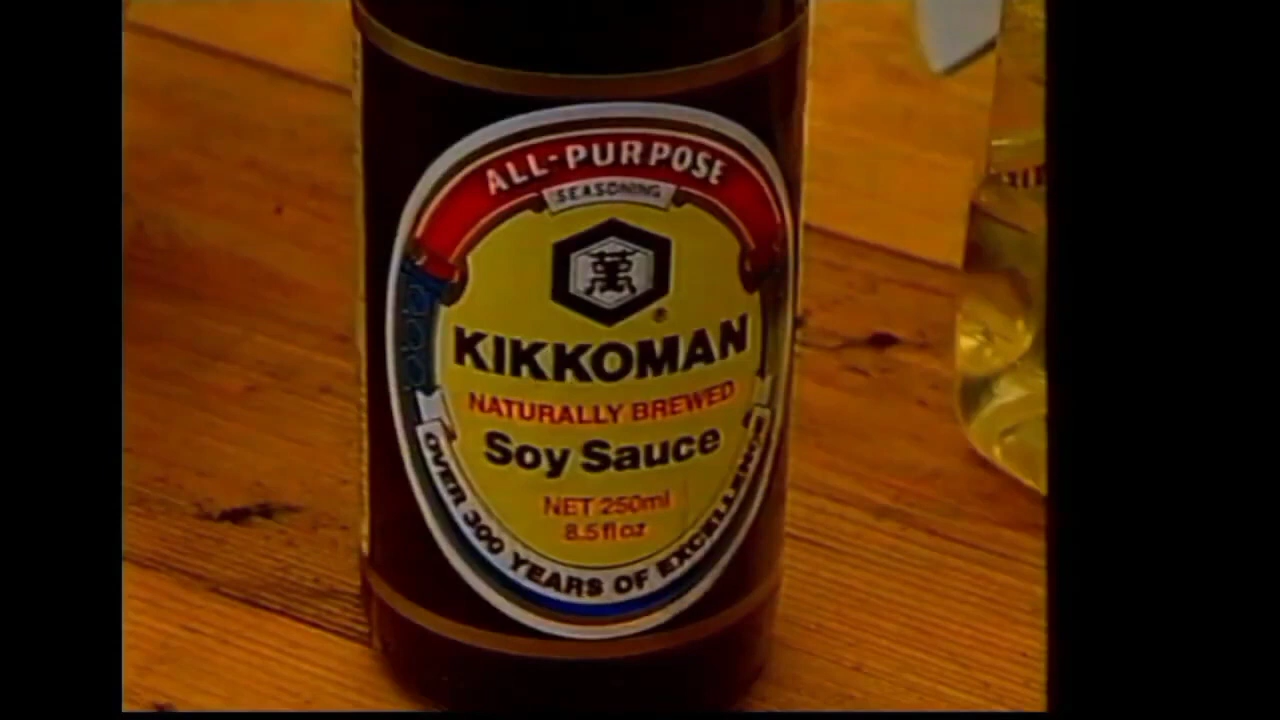 ALL-PURPOSE
SEASONING
萬
®
KIKKOMAN
NATURALLY BREWED
Soy Sauce
NET 250ml
8.5 fl oz
OVER 300 YEARS OF EXCELLENCE